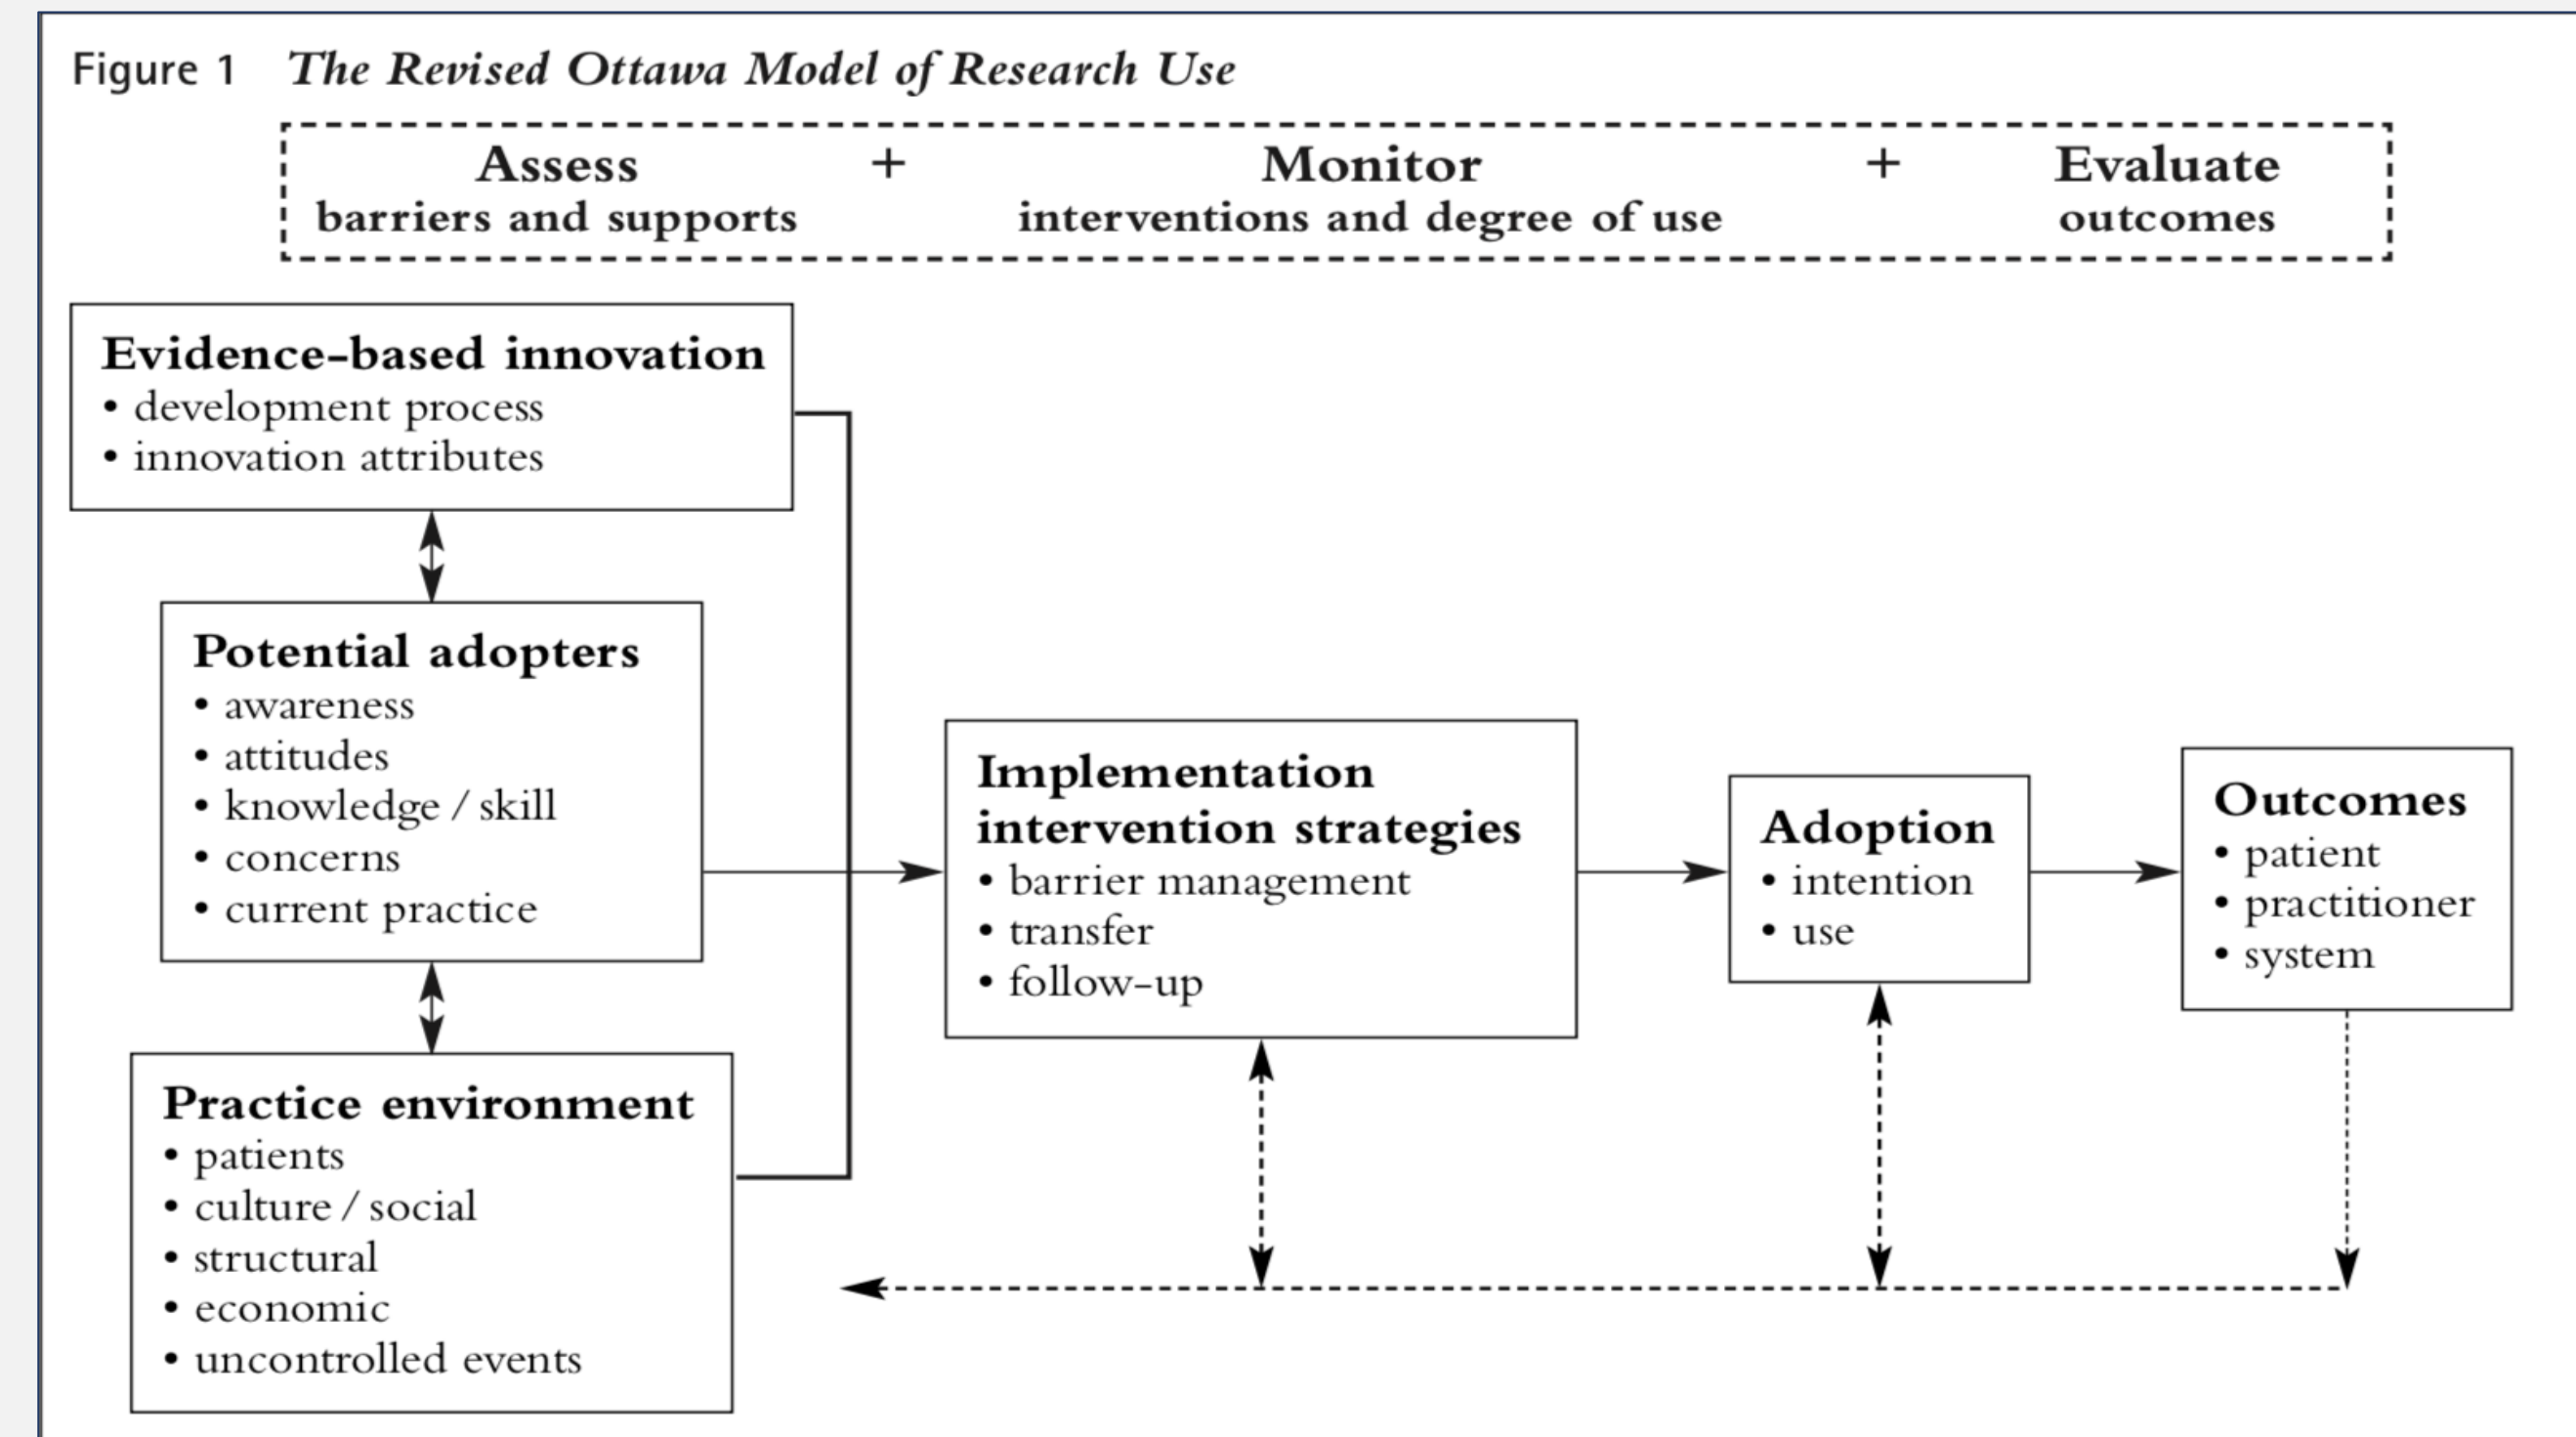 Figure 1 The Revised Ottawa Model of Research Use
Assess + Monitor + Evaluate
barriers and supports interventions and degree of use outcomes
Evidence-based innovation
• development process
• innovation attributes
Potential adopters
• awareness
• attitudes
• knowledge / skill
• concerns
• current practice
Practice environment
• patients
• culture / social
• structural
• economic
• uncontrolled events
Implementation
intervention strategies
• barrier management
• transfer
• follow-up
Adoption
• intention
• use
Outcomes
• patient
• practitioner
• system